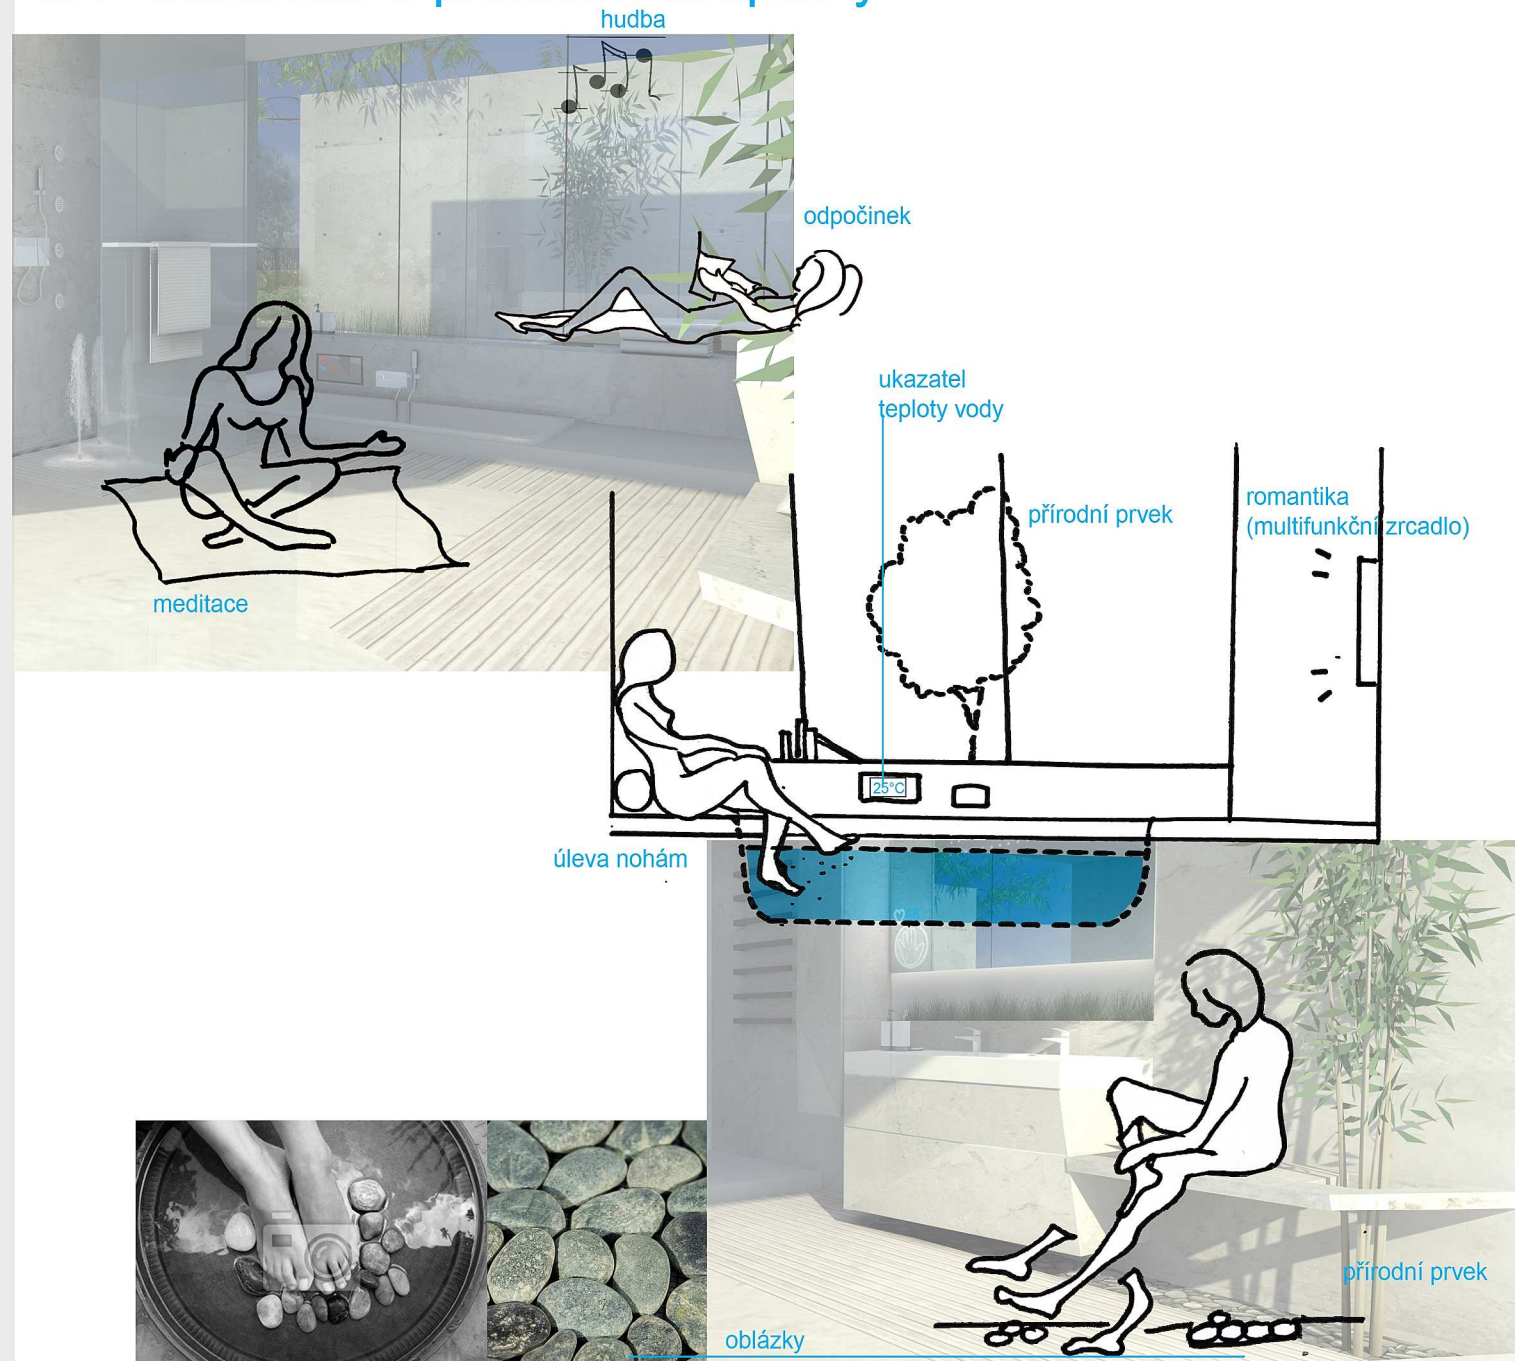 hudba
odpočinek
ukazatel
teploty vody
přírodní prvek
romantika
(multifunkční zrcadlo)
meditace
25°C
úleva nohám
přírodní prvek
oblázky